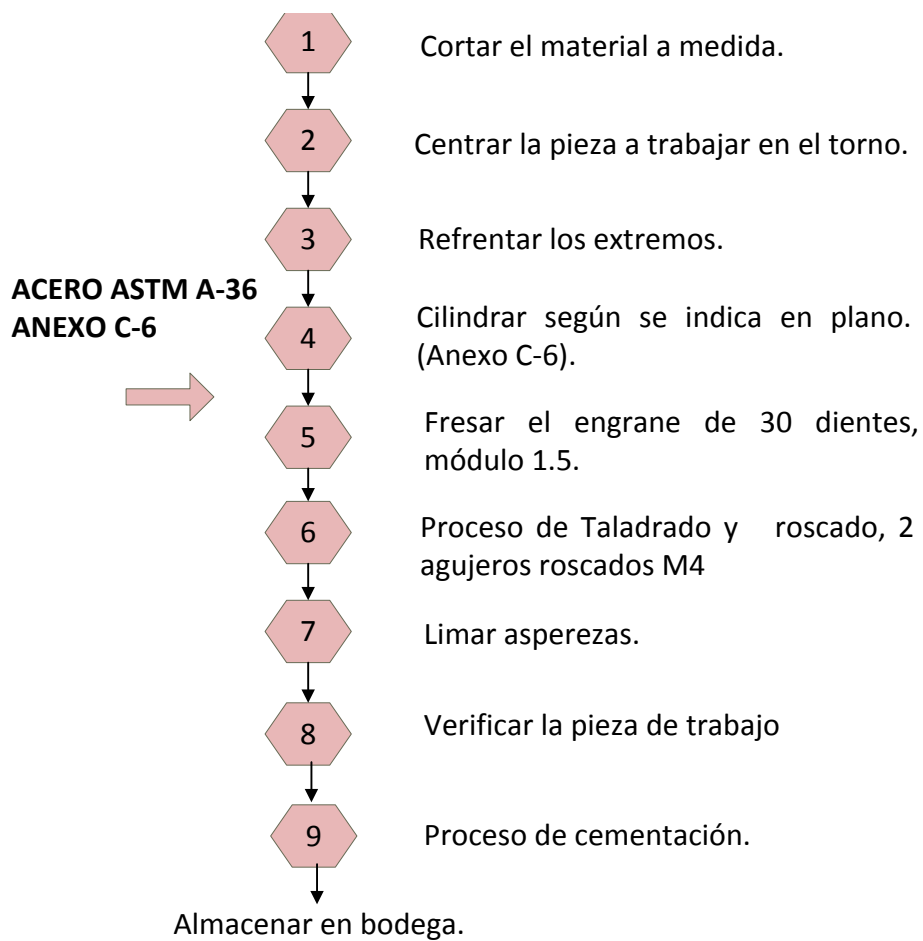 1 Cortar el material a medida.
2 Centrar la pieza a trabajar en el torno.
3 Refrentar los extremos.
ACERO ASTM A-36
ANEXO C-6
4 Cilindrar según se indica en plano.
(Anexo C-6).
5 Fresar el engrane de 30 dientes,
módulo 1.5.
6 Proceso de Taladrado y roscado, 2
agujeros roscados M4
7 Limar asperezas.
8 Verificar la pieza de trabajo
9 Proceso de cementación.
Almacenar en bodega.